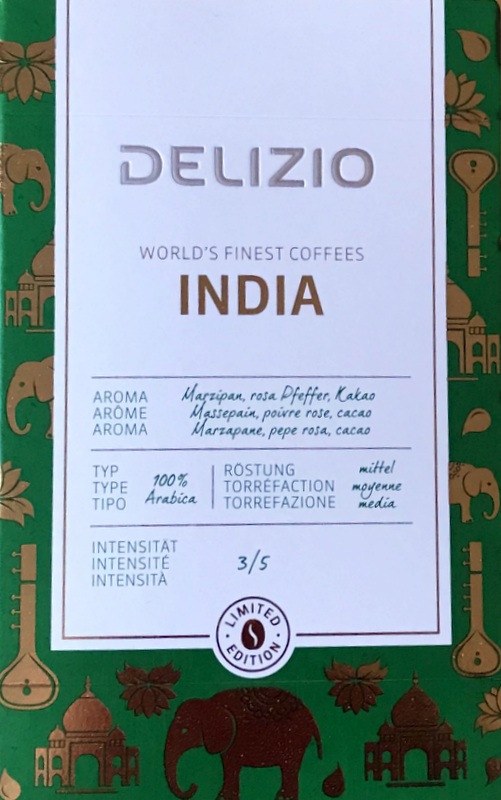 DELIZIO
WORLD'S FINEST COFFEES
INDIA
AROMA Marzipan, rosa Pfeffer, Kakao
ARÔME Massepain, poivre rose, cacao
AROMA Marzapane, pepe rosa, cacao
TYP
TYPE
TIPO
100%
Arabica
RÖSTUNG mittel
TORRÉFACTION moyenne
TORREFAZIONE media
INTENSITÄT
INTENSITÉ
INTENSITÀ
3/5
LIMITED
EDITION